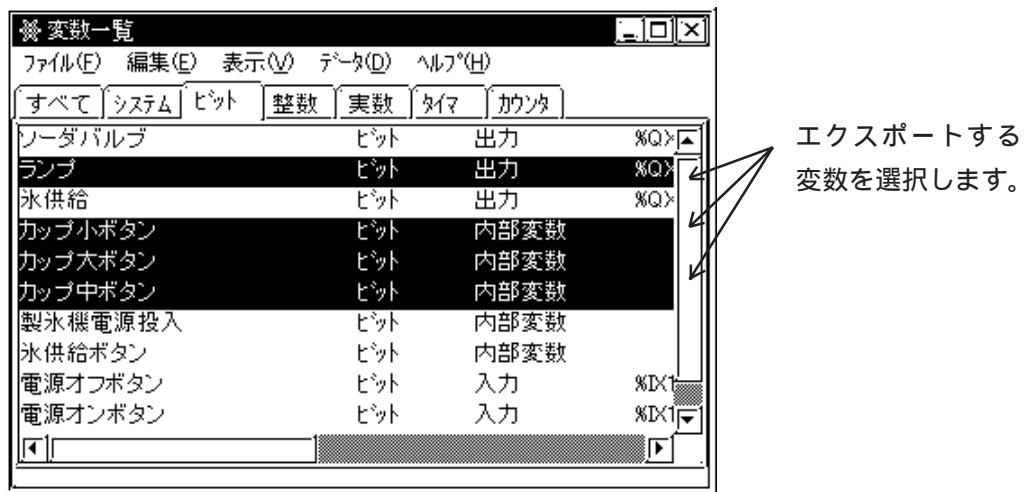 変数一覧
ファイル(F) 編集(E) 表示(V) データ(D) ヘルプ(H)
すべて システム ビット 整数 実数 タイマ カウンタ
ソーダバルブ ビット 出力 %QX
ランプ ビット 出力 %QX
氷供給 ビット 出力 %QX
カップ小ボタン ビット 内部変数
カップ大ボタン ビット 内部変数
カップ中ボタン ビット 内部変数
製氷機電源投入 ビット 内部変数
氷供給ボタン ビット 内部変数
電源オフボタン ビット 入力 %IX1
電源オンボタン ビット 入力 %IX1
エクスポートする
変数を選択します。